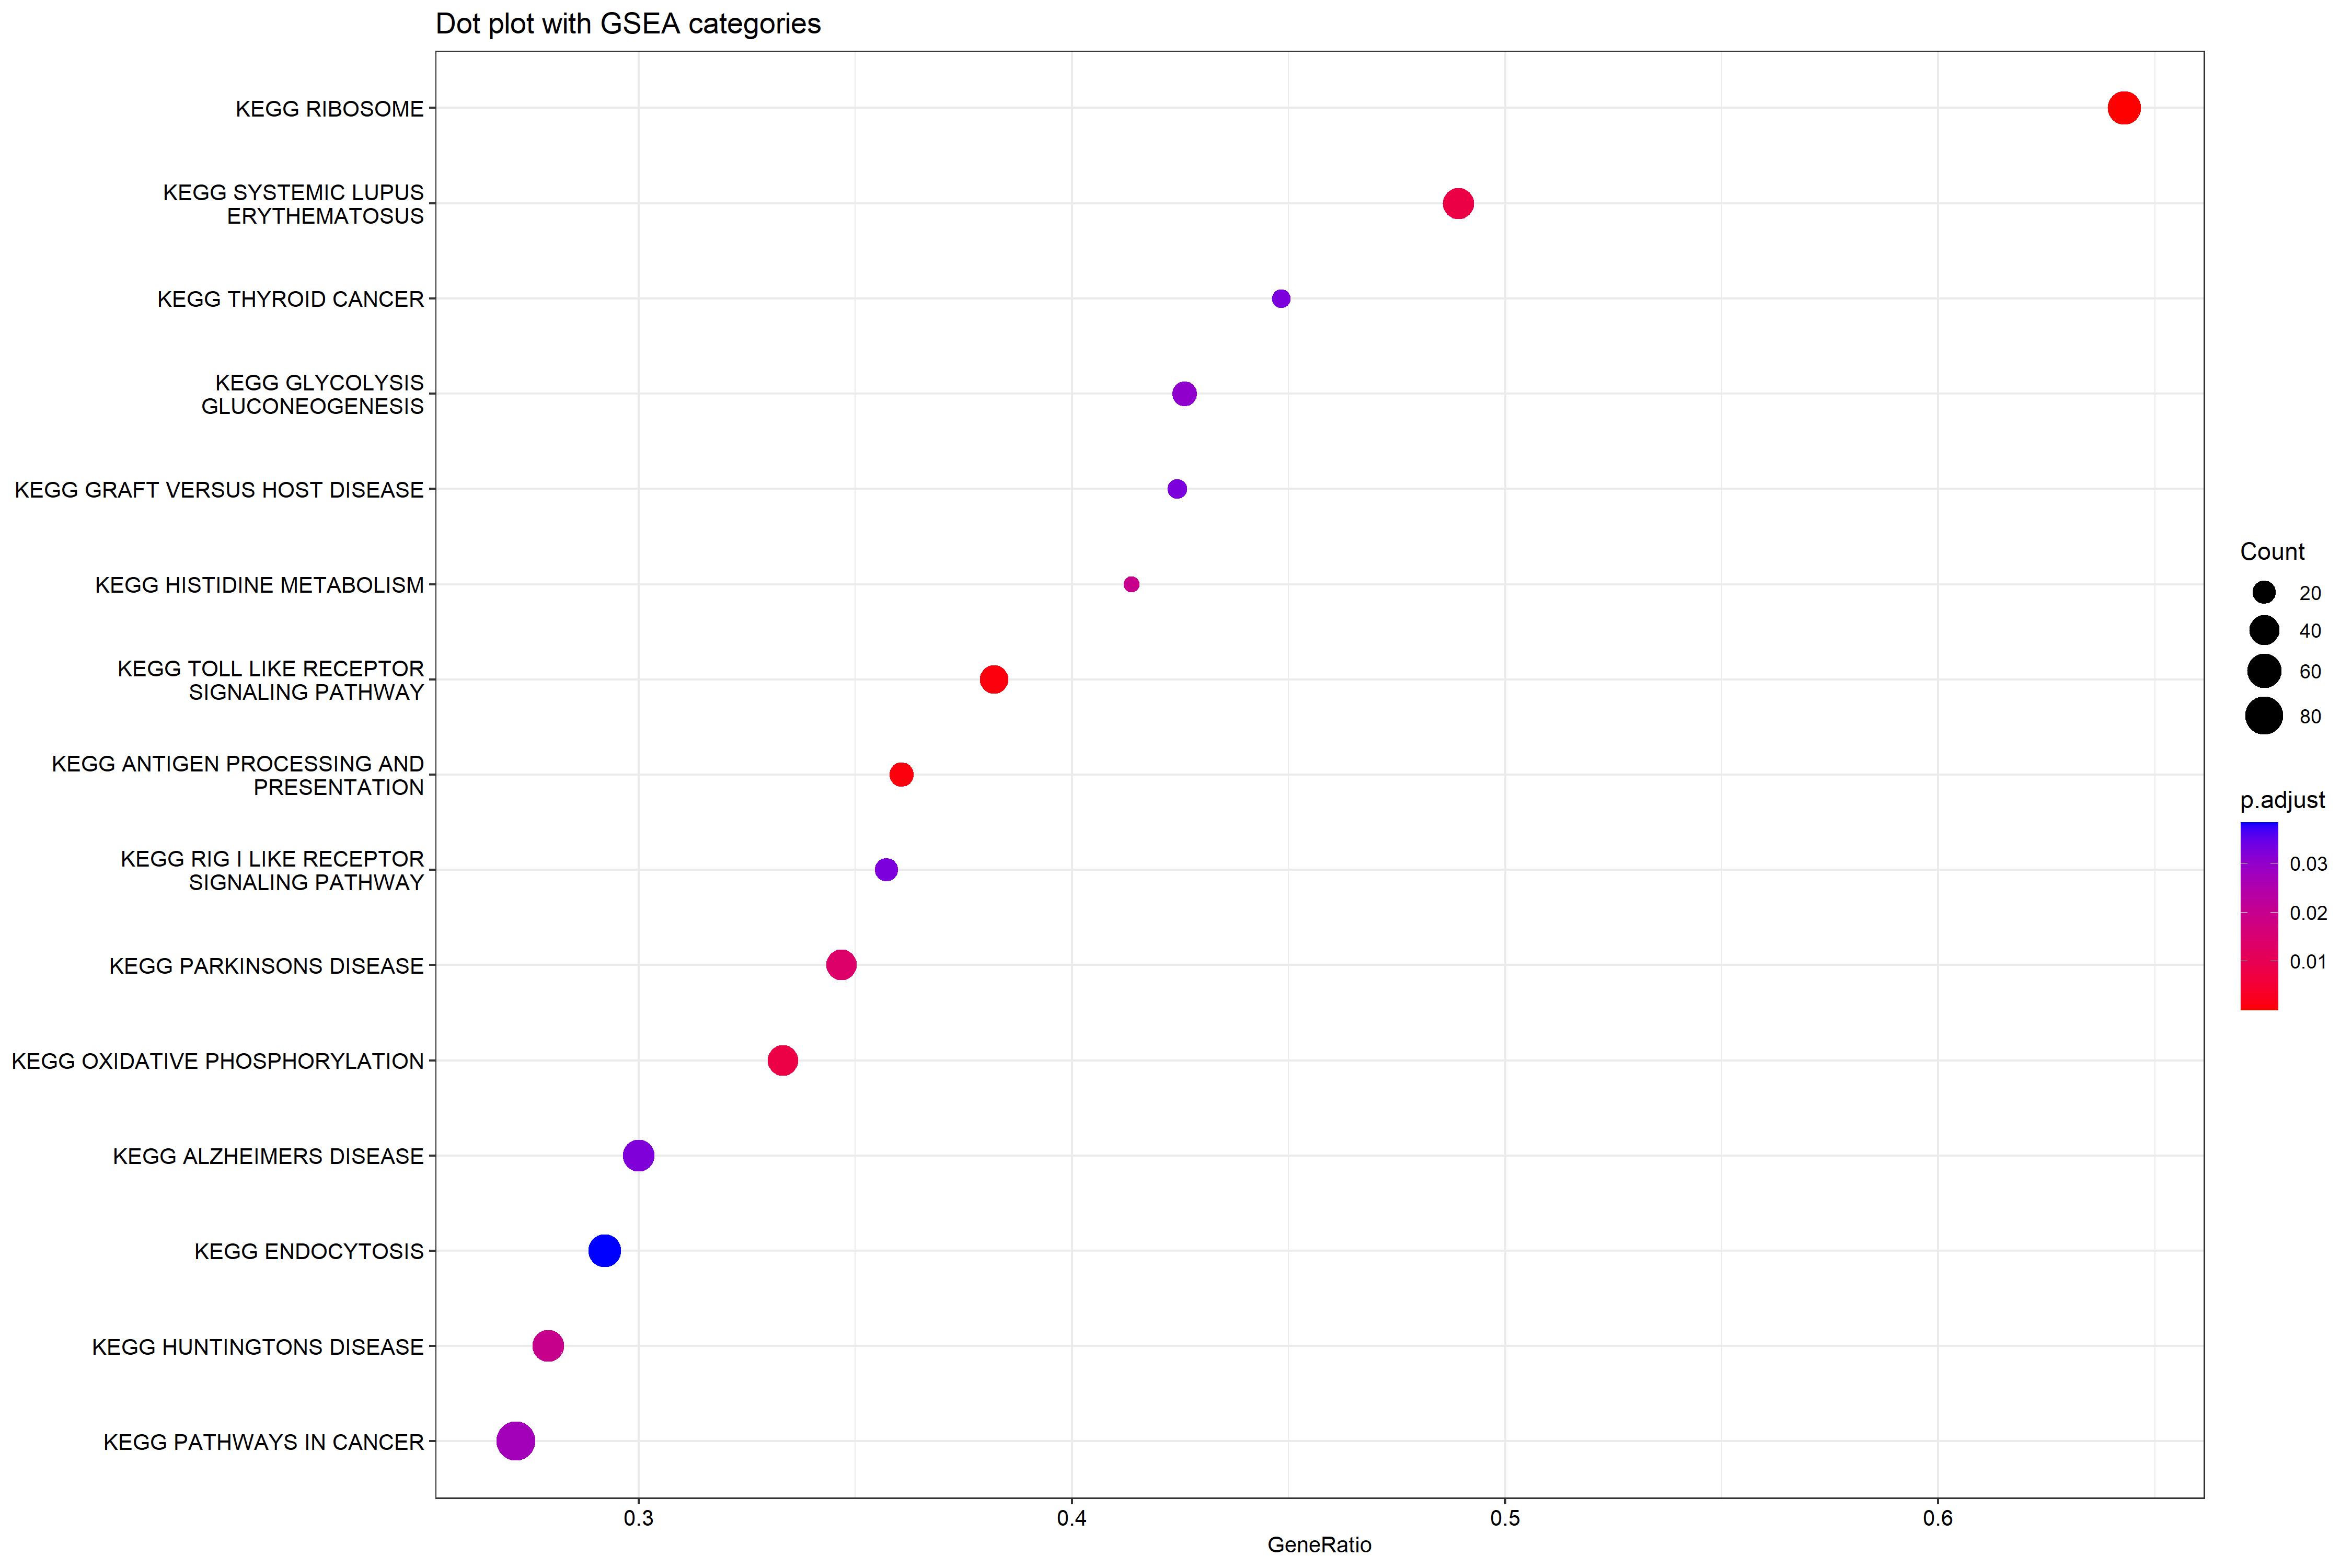 Dot plot with GSEA categories
KEGG RIBOSOME
KEGG SYSTEMIC LUPUS
ERYTHEMATOSUS
KEGG THYROID CANCER
KEGG GLYCOLYSIS
GLUCONEOGENESIS
KEGG GRAFT VERSUS HOST DISEASE
KEGG HISTIDINE METABOLISM
KEGG TOLL LIKE RECEPTOR
SIGNALING PATHWAY
KEGG ANTIGEN PROCESSING AND
PRESENTATION
KEGG RIG I LIKE RECEPTOR
SIGNALING PATHWAY
KEGG PARKINSONS DISEASE
KEGG OXIDATIVE PHOSPHORYLATION
KEGG ALZHEIMERS DISEASE
KEGG ENDOCYTOSIS
KEGG HUNTINGTONS DISEASE
KEGG PATHWAYS IN CANCER
0.3 0.4 0.5 0.6
GeneRatio
Count
20
40
60
80
p.adjust
0.03
0.02
0.01